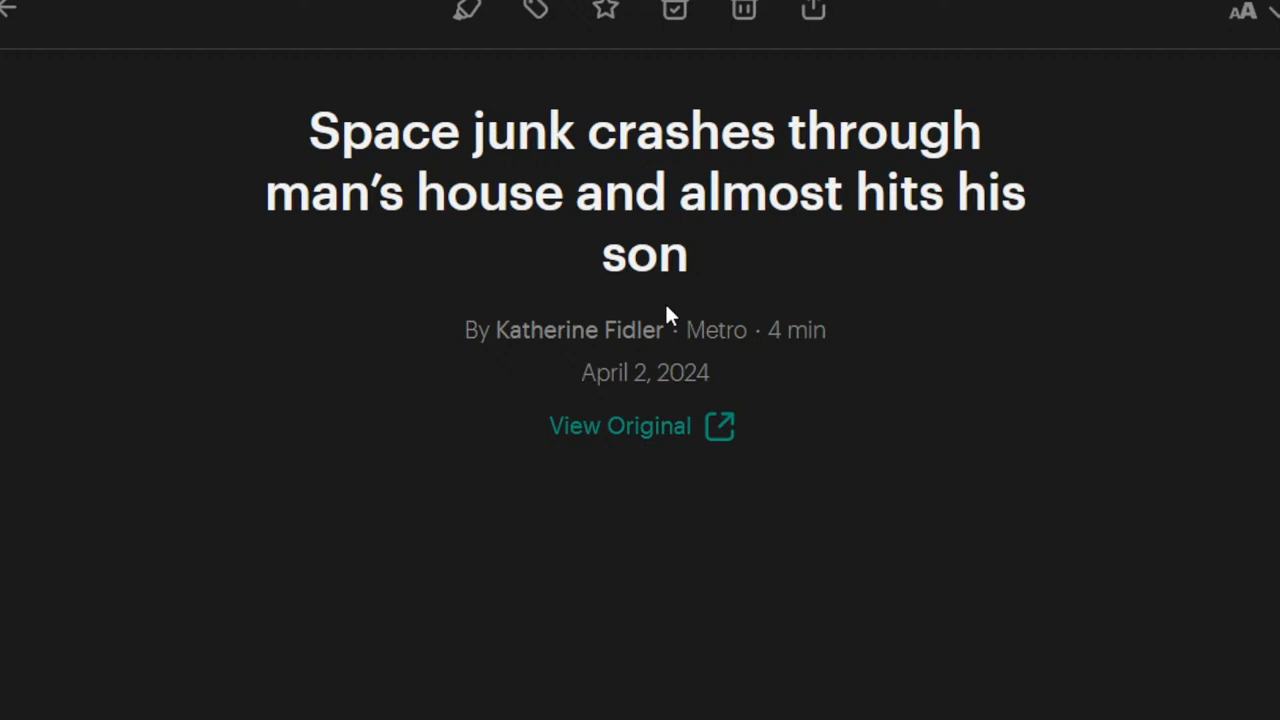 AA
Space junk crashes through
man’s house and almost hits his
son
By Katherine Fidler · Metro · 4 min
April 2, 2024
View Original